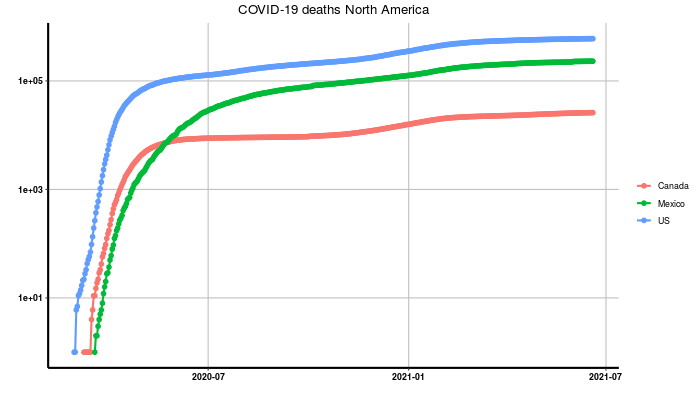 COVID-19 deaths North America
1e+05
1e+03
1e+01
2020-07
2021-01
2021-07
Canada
Mexico
US